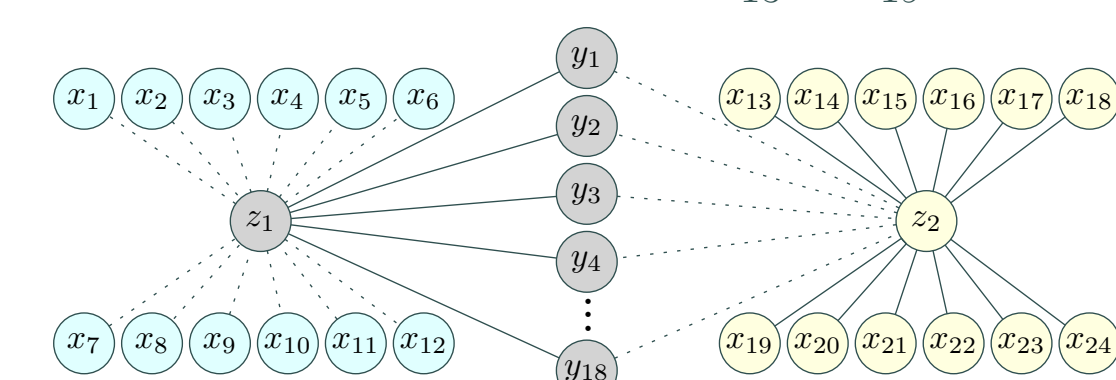 y₁
x₁ x₂ x₃ x₄ x₅ x₆ x₁₃ x₁₄ x₁₅ x₁₆ x₁₇ x₁₈
y₂
y₃
z₁ z₂
y₄
⋮
x₇ x₈ x₉ x₁₀ x₁₁ x₁₂ x₁₉ x₂₀ x₂₁ x₂₂ x₂₃ x₂₄
y₁₈